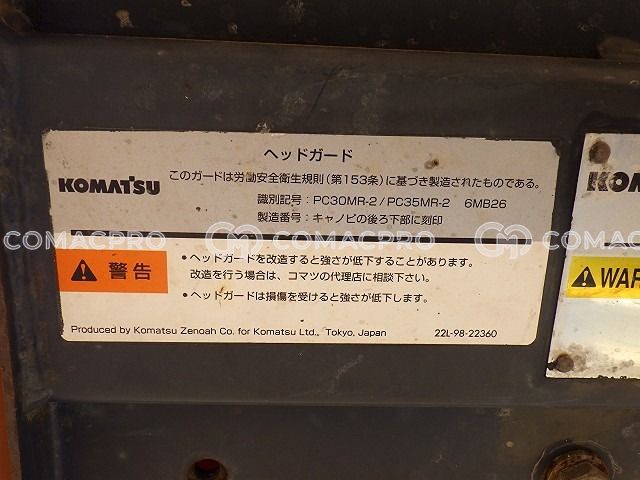 ヘッドガード
KOMATSU
このガードは労働安全衛生規則(第153条)に基づき製造されたものである。
識別記号：PC30MR-2／PC35MR-2　6MB26
製造番号：キャノピの後ろ下部に刻印
COMACPRO COMACPRO COMACPRO
警告
・ヘッドガードを改造すると強さが低下することがあります。
改造を行う場合は、コマツの代理店に相談下さい。
・ヘッドガードは損傷を受けると強さが低下します。
Produced by Komatsu Zenoah Co. for Komatsu Ltd., Tokyo, Japan
22L-98-22360
KO
WAR